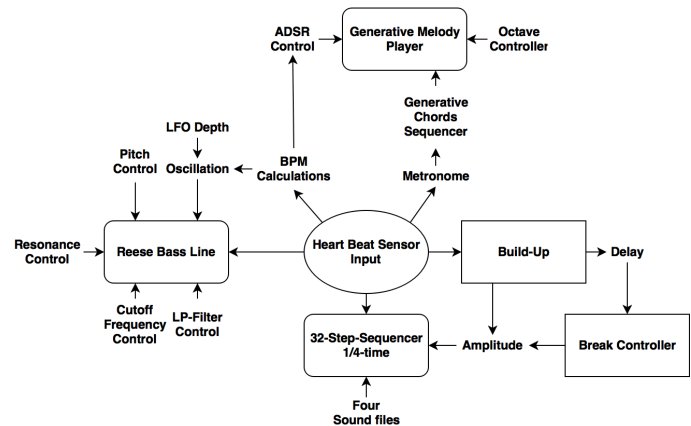 ADSR
Control
Generative Melody
Player
Octave
Controller
Generative
Chords
Sequencer
LFO Depth
Pitch
Control
Oscillation
BPM
Calculations
Metronome
Resonance
Control
Reese Bass Line
Heart Beat Sensor
Input
Build-Up
Delay
Cutoff
Frequency
Control
LP-Filter
Control
32-Step-Sequencer
1/4-time
Amplitude
Break Controller
Four
Sound files